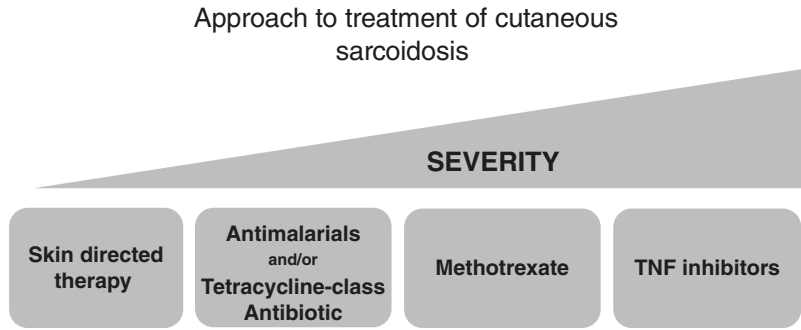 Approach to treatment of cutaneous
sarcoidosis
SEVERITY
Skin directed
therapy
Antimalarials
and/or
Tetracycline-class
Antibiotic
Methotrexate
TNF inhibitors